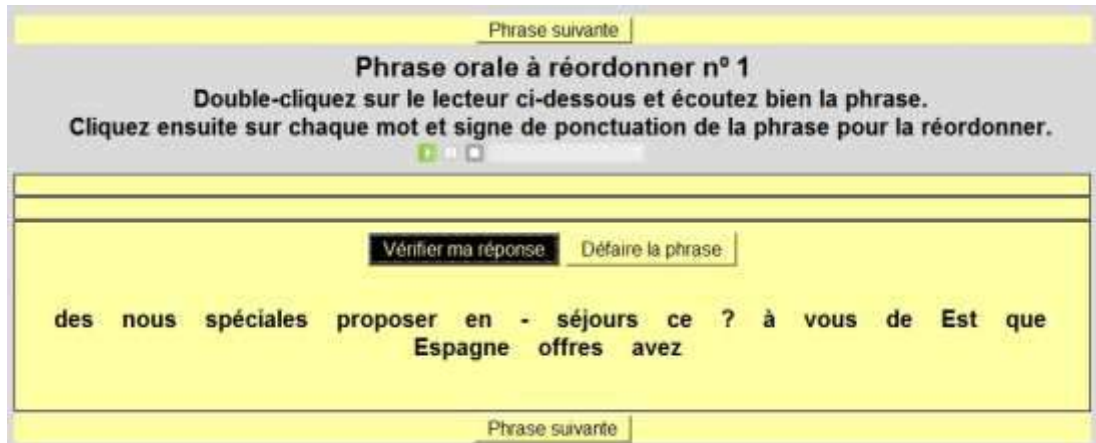 Phrase suivante
Phrase orale à réordonner nº 1
Double-cliquez sur le lecteur ci-dessous et écoutez bien la phrase.
Cliquez ensuite sur chaque mot et signe de ponctuation de la phrase pour la réordonner.
Vérifier ma réponse Défaire la phrase
des nous spéciales proposer en - séjours ce ? à vous de Est que
Espagne offres avez
Phrase suivante